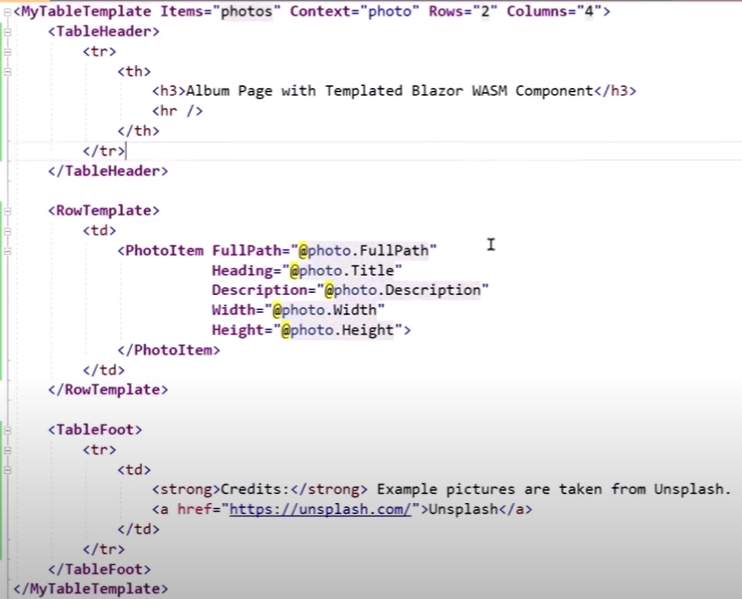 <MyTableTemplate Items="photos" Context="photo" Rows="2" Columns="4">
<TableHeader>
<tr>
<th>
<h3>Album Page with Templated Blazor WASM Component</h3>
<hr />
</th>
</tr>
</TableHeader>
<RowTemplate>
<td>
<PhotoItem FullPath="@photo.FullPath"
Heading="@photo.Title"
Description="@photo.Description"
Width="@photo.Width"
Height="@photo.Height">
</PhotoItem>
</td>
</RowTemplate>
<TableFoot>
<tr>
<td>
<strong>Credits:</strong> Example pictures are taken from Unsplash.
<a href="https://unsplash.com/">Unsplash</a>
</td>
</tr>
</TableFoot>
</MyTableTemplate>